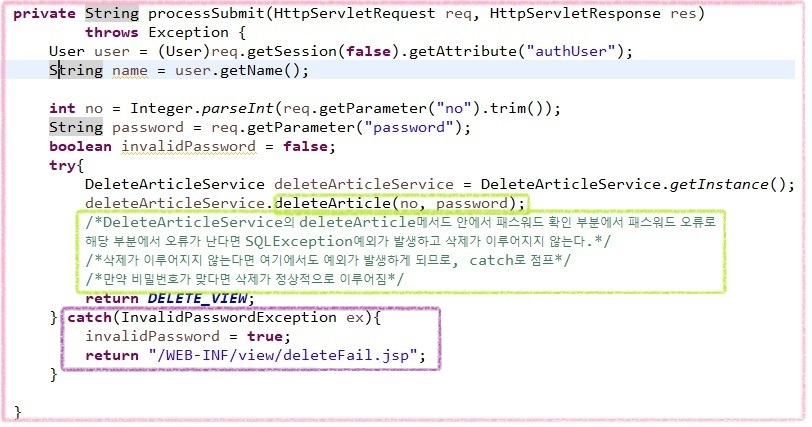 private String processSubmit(HttpServletRequest req, HttpServletResponse res)
throws Exception {
User user = (User)req.getSession(false).getAttribute("authUser");
String name = user.getName();
int no = Integer.parseInt(req.getParameter("no").trim());
String password = req.getParameter("password");
boolean invalidPassword = false;
try{
DeleteArticleService deleteArticleService = DeleteArticleService.getInstance();
deleteArticleService.deleteArticle(no, password);
/*DeleteArticleService의 deleteArticle메서드 안에서 패스워드 확인 부분에서 패스워드 오류로
해당 부분에서 오류가 난다면 SQLException예외가 발생하고 삭제가 이루어지지 않는다.*/
/*삭제가 이루어지지 않는다면 여기에서도 예외가 발생하게 되므로, catch로 점프*/
/*만약 비밀번호가 맞다면 삭제가 정상적으로 이루어짐*/
return DELETE_VIEW;
} catch(InvalidPasswordException ex){
invalidPassword = true;
return "/WEB-INF/view/deleteFail.jsp";
}
}